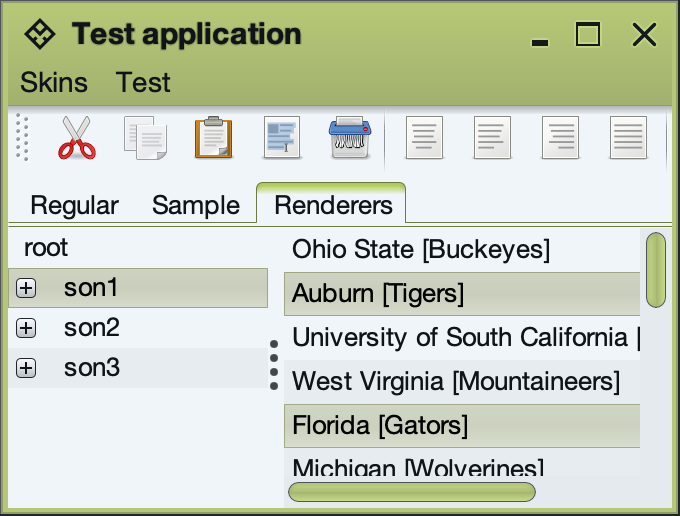 Test application
Skins Test
Regular Sample Renderers
root
son1
son2
son3
Ohio State [Buckeyes]
Auburn [Tigers]
University of South California [
West Virginia [Mountaineers]
Florida [Gators]
Michigan [Wolverines]